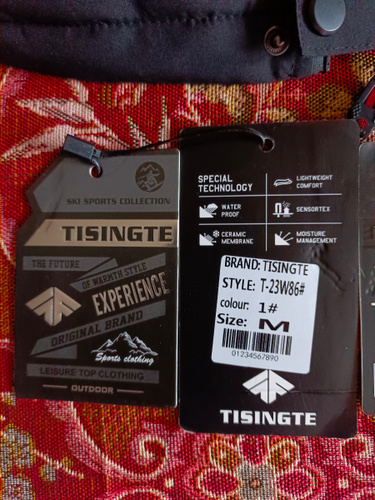 SKI SPORTS COLLECTION
TISINGTE
THE FUTURE
OF WARMTH STYLE
EXPERIENCE
ORIGINAL BRAND
Sports clothing
LEISURE TOP CLOTHING
OUTDOOR
SPECIAL
TECHNOLOGY
LIGHTWEIGHT
COMFORT
WATER
PROOF
SENSORTEX
CERAMIC
MEMBRANE
MOISTURE
MANAGEMENT
BRAND: TISINGTE
STYLE: T-23W86#
colour: 1#
Size: M
01234567890
TISINGTE